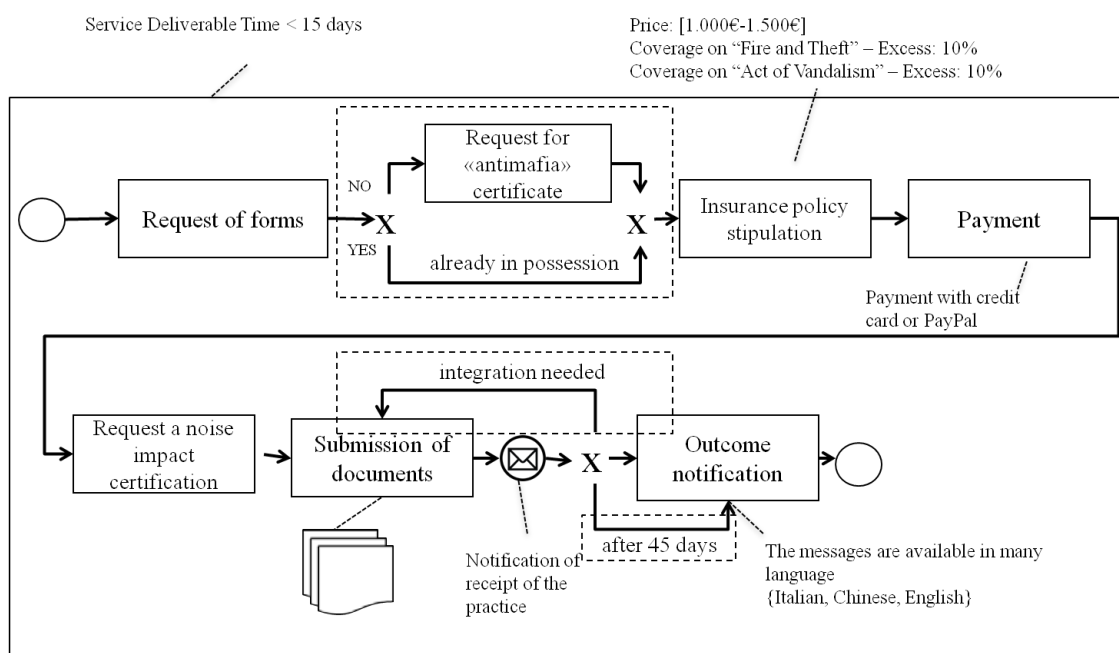 Service Deliverable Time < 15 days
Price: [1.000€-1.500€]
Coverage on “Fire and Theft” – Excess: 10%
Coverage on “Act of Vandalism” – Excess: 10%
Request of forms
NO
YES
X
Request for
«antimafia»
certificate
already in possession
X
Insurance policy
stipulation
Payment
Payment with credit
card or PayPal
Request a noise
impact
certification
integration needed
Submission of
documents
Notification of
receipt of the
practice
X
after 45 days
Outcome
notification
The messages are available in many
language
{Italian, Chinese, English}